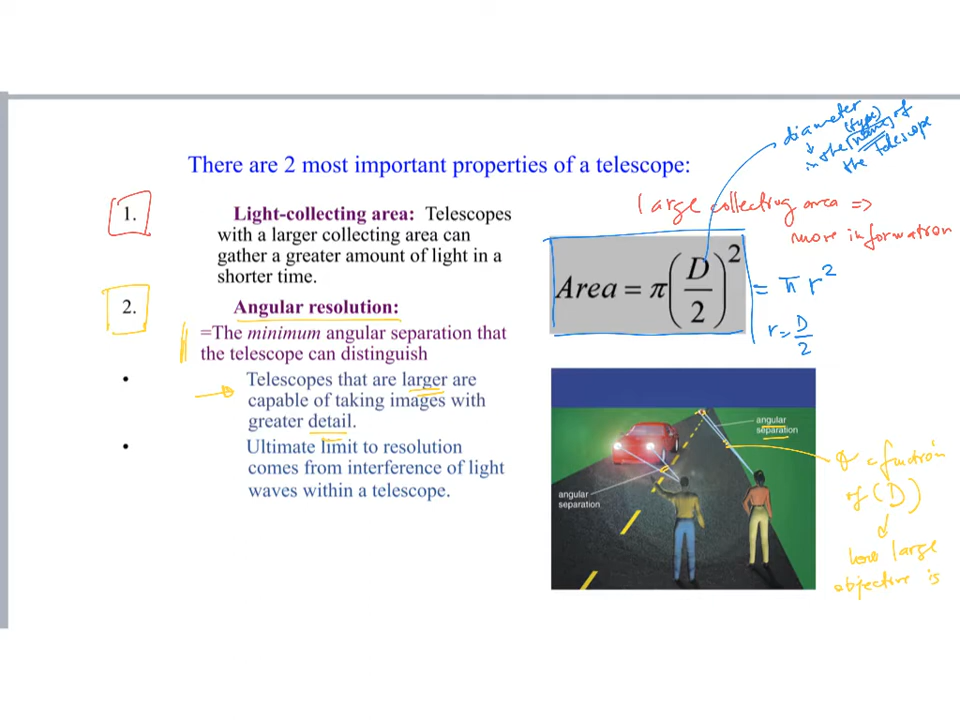 There are 2 most important properties of a telescope:
1. Light-collecting area: Telescopes
with a larger collecting area can
gather a greater amount of light in a
shorter time.
2. Angular resolution:
=The minimum angular separation that
the telescope can distinguish
• Telescopes that are larger are
capable of taking images with
greater detail.
• Ultimate limit to resolution
comes from interference of light
waves within a telescope.
diameter
(type)
in the (name) of
the telescope
large collecting area =>
more information
Area = π(D/2)²
= π r²
r = D/2
angular
separation
angular
separation
a function
of (D)
how large
objective is